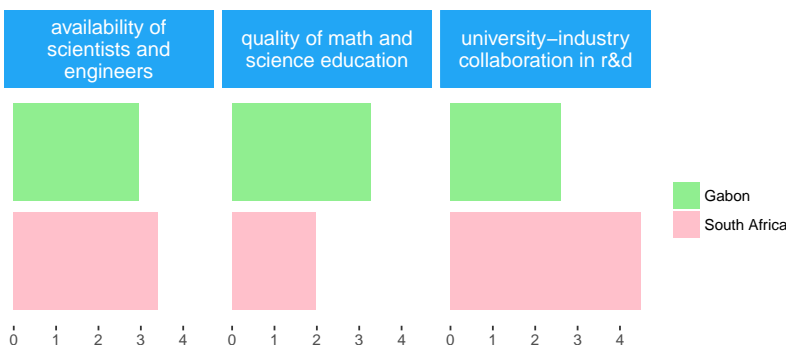 availability of
scientists and
engineers
quality of math and
science education
university−industry
collaboration in r&d
Gabon
South Africa
0 1 2 3 4
0 1 2 3 4
0 1 2 3 4